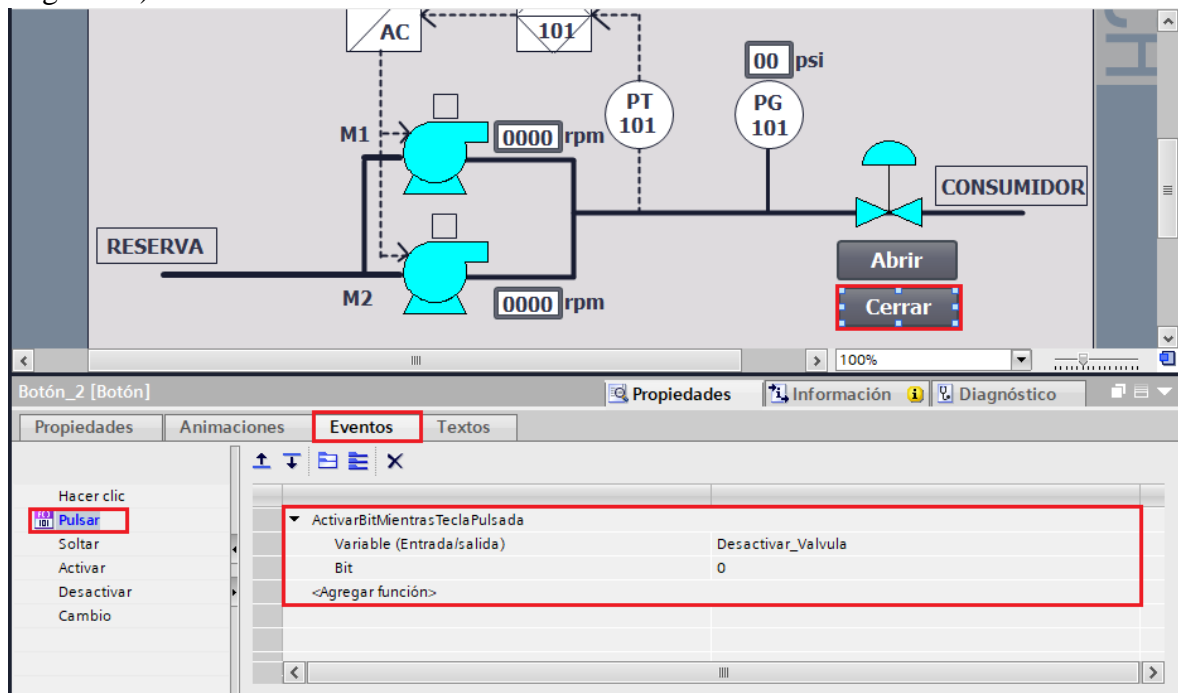 AC
101
00 psi
PT
101
PG
101
M1
0000 rpm
CONSUMIDOR
RESERVA
Abrir
M2
0000 rpm
Cerrar
100%
Botón_2 [Botón]
Propiedades
Información
Diagnóstico
Propiedades
Animaciones
Eventos
Textos
Hacer clic
Pulsar
ActivarBitMientrasTeclaPulsada
Soltar
Variable (Entrada/salida)
Desactivar_Valvula
Activar
Bit
0
Desactivar
<Agregar función>
Cambio